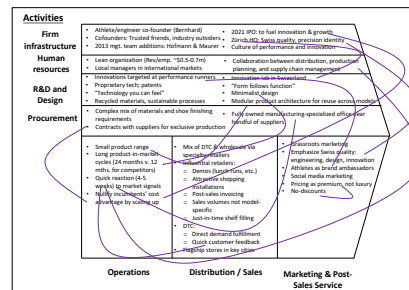 Activities
Firm
infrastructure
Human
resources
R&D and
Design
Procurement
• Athlete/engineer co-founder (Bernhard)
• Cofounders: Trusted friends, industry outsiders
• 2013 mgt. team additions: Hofmann & Maurer
• 2021 IPO: to fuel innovation & growth
• Zürich HQ: Swiss quality, precision identity
• Culture of performance and innovation
• Lean organization (Rev/emp. ~$0.5-0.7m)
• Local managers in international markets
• Collaboration between distribution, production
planning, and supply chain management
• Innovations targeted at performance runners
• Proprietary tech; patents
• "Technology you can feel"
• Recycled materials, sustainable processes
• Innovation lab in Switzerland
• "Form follows function"
• Minimalist design
• Modular product architecture for reuse across models
• Complex mix of materials and shoe finishing
requirements
• Contracts with suppliers for exclusive production
• Fully owned manufacturing-specialized office near
handful of suppliers
• Small product range
• Long product-in-market
cycles (24 months v. 12
mths. for competitors)
• Quick reaction (4-5
weeks) to market signals
• Nullify incumbents' cost
advantage by scaling up
• Mix of DTC & wholesale via
specialty retailers
• Influential retailers:
o Demos (lunch runs, etc.)
o Attractive shopping
installations
o Post-sales invoicing
o Sales volumes not model-
specific
o Just-in-time shelf filling
• DTC:
o Direct demand fulfillment
o Quick customer feedback
• Flagship stores in key cities
• Grassroots marketing
• Emphasize Swiss quality:
engineering, design, innovation
• Athletes as brand ambassadors
• Social media marketing
• Pricing as premium, not luxury
• No-discounts
Operations
Distribution / Sales
Marketing & Post-
Sales Service